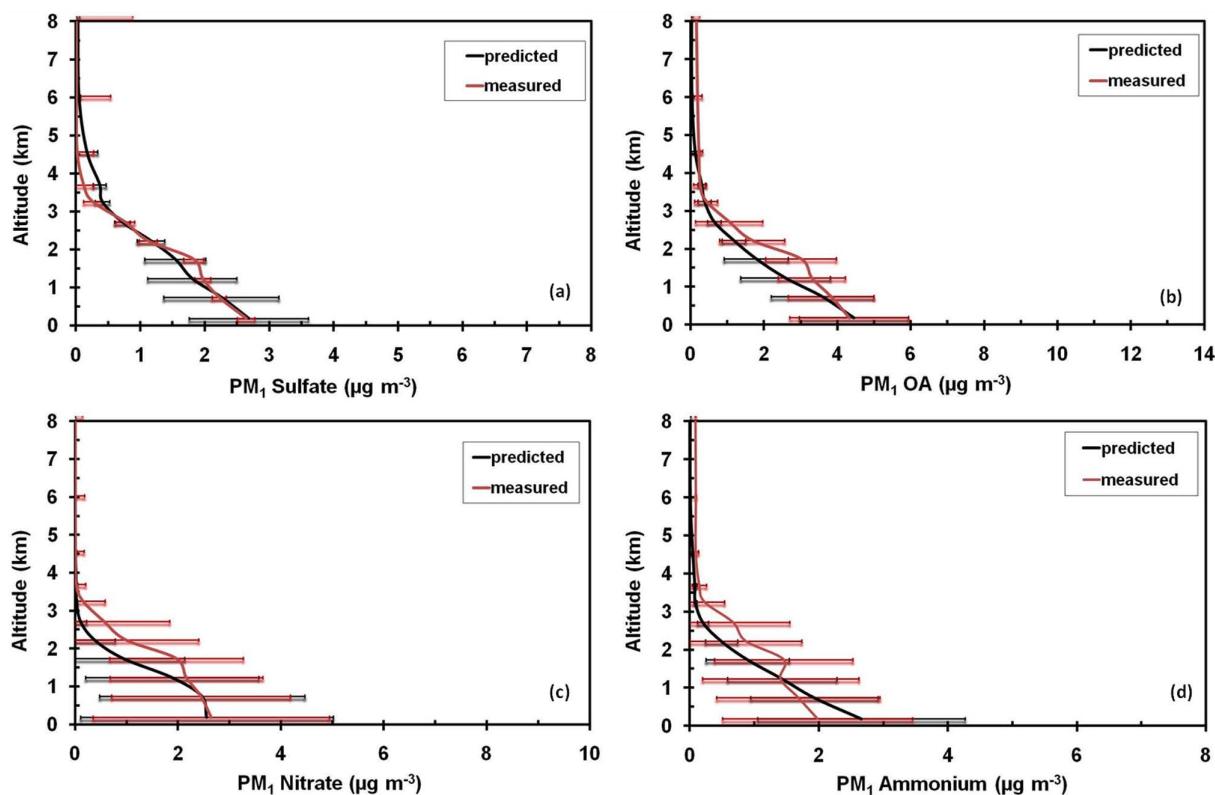 8
7
6
5
4
3
2
1
0
Altitude (km)
predicted
measured
(a)
0 1 2 3 4 5 6 7 8
PM₁ Sulfate (µg m⁻³)
8
7
6
5
4
3
2
1
0
Altitude (km)
predicted
measured
(b)
0 2 4 6 8 10 12 14
PM₁ OA (µg m⁻³)
8
7
6
5
4
3
2
1
0
Altitude (km)
predicted
measured
(c)
0 2 4 6 8 10
PM₁ Nitrate (µg m⁻³)
8
7
6
5
4
3
2
1
0
Altitude (km)
predicted
measured
(d)
0 2 4 6 8
PM₁ Ammonium (µg m⁻³)